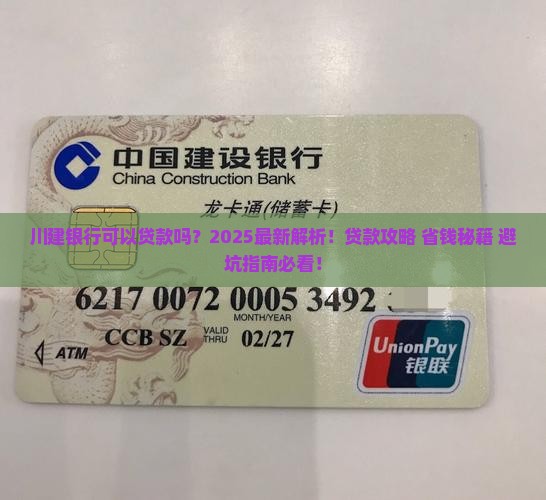 中国建设银行
China Construction Bank
龙卡通(储蓄卡)
川建银行可以贷款吗？2025最新解析！贷款攻略 省钱秘籍 避
坑指南必看！
6217 0072 0005 3492
MONTH/YEAR
CCB SZ VALID THRU 02/27
ATM
UnionPay
银联